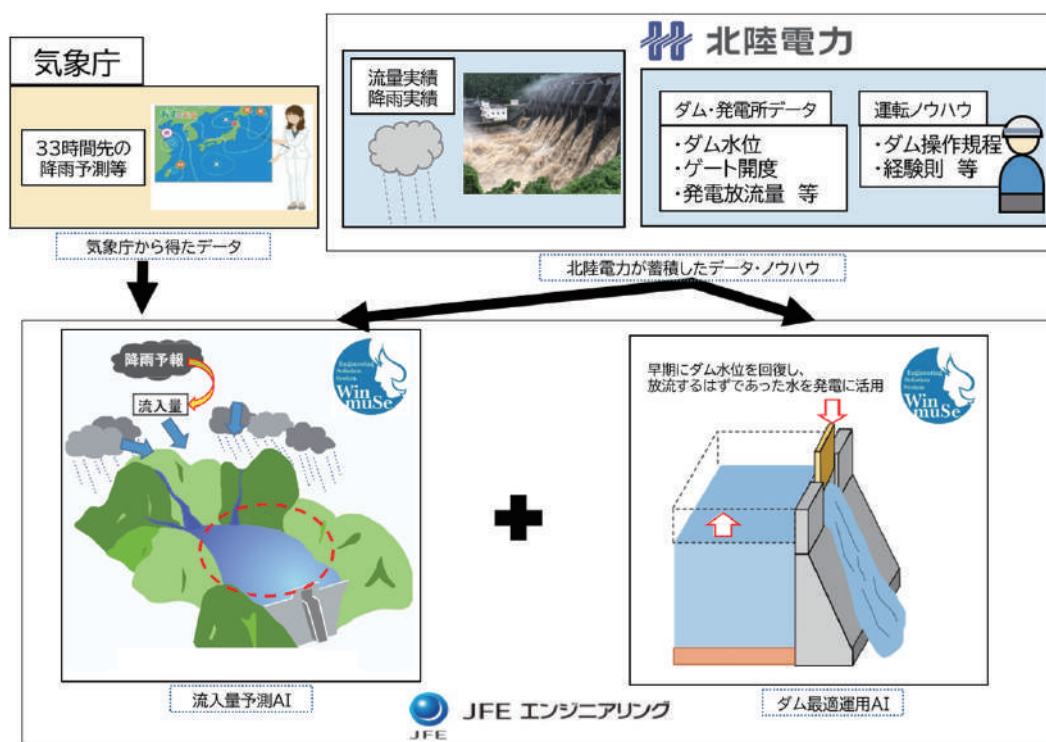 気象庁
33時間先の
降雨予測等
気象庁から得たデータ
北陸電力
流量実績
降雨実績
ダム・発電所データ
・ダム水位
・ゲート開度
・発電放流量 等
運転ノウハウ
・ダム操作規程
・経験則 等
北陸電力が蓄積したデータ・ノウハウ
降雨予報
流入量
Engineering
Solution
System
Win
muSe
流入量予測AI
早期にダム水位を回復し、
放流するはずであった水を発電に活用
Engineering
Solution
System
Win
muSe
ダム最適運用AI
JFE
JFE エンジニアリング